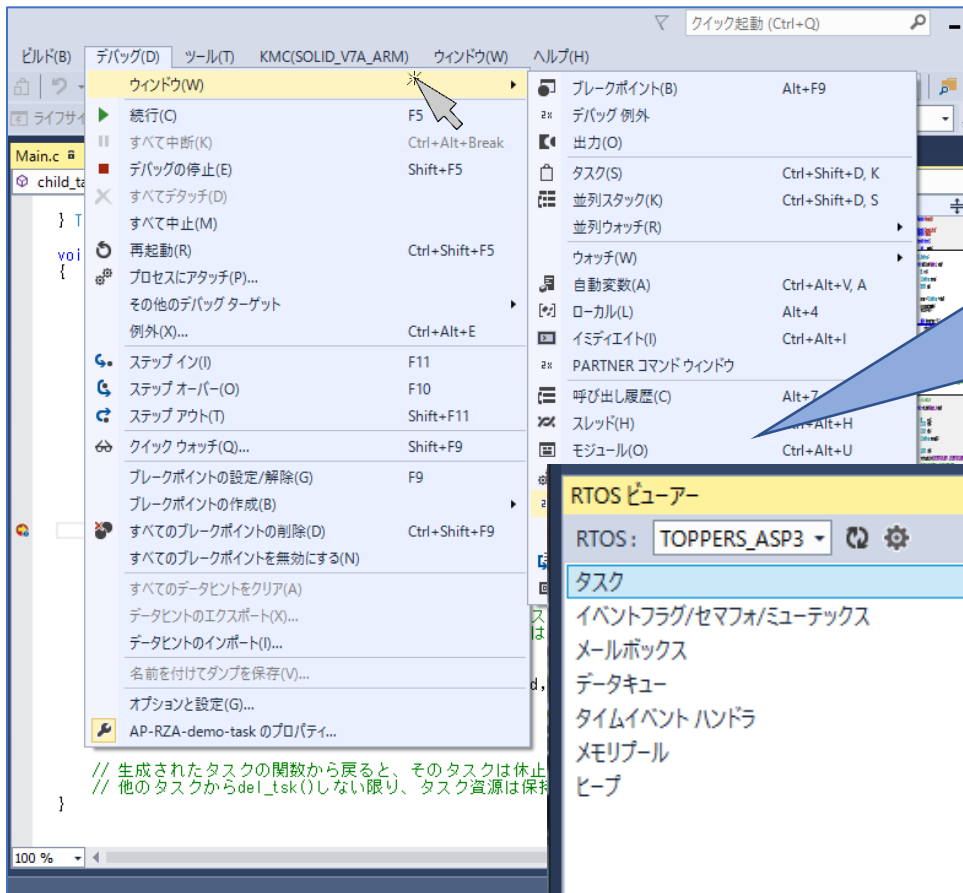 クイック起動 (Ctrl+Q)
ビルド(B) デバッグ(D) ツール(T) KMC(SOLID_V7A_ARM) ウィンドウ(W) ヘルプ(H)
ライフサイ
Main.c
child_ta
} T
voi
{
ウィンドウ(W)
続行(C) F5
すべて中断(K) Ctrl+Alt+Break
デバッグの停止(E) Shift+F5
すべてデタッチ(D)
すべて中止(M)
再起動(R) Ctrl+Shift+F5
プロセスにアタッチ(P)...
その他のデバッグ ターゲット
例外(X)... Ctrl+Alt+E
ステップ イン(I) F11
ステップ オーバー(O) F10
ステップ アウト(T) Shift+F11
クイック ウォッチ(Q)... Shift+F9
ブレークポイントの設定/解除(G) F9
ブレークポイントの作成(B)
すべてのブレークポイントの削除(D) Ctrl+Shift+F9
すべてのブレークポイントを無効にする(N)
すべてのデータヒントをクリア(A)
データヒントのエクスポート(X)...
データヒントのインポート(I)...
名前を付けてダンプを保存(V)...
オプションと設定(G)...
AP-RZA-demo-task のプロパティ...
ブレークポイント(B) Alt+F9
デバッグ 例外
出力(O)
タスク(S) Ctrl+Shift+D, K
並列スタック(K) Ctrl+Shift+D, S
並列ウォッチ(R)
ウォッチ(W)
自動変数(A) Ctrl+Alt+V, A
ローカル(L) Alt+4
イミディエイト(I) Ctrl+Alt+I
PARTNER コマンド ウィンドウ
呼び出し履歴(C) Alt+7
スレッド(H) Ctrl+Alt+H
モジュール(O) Ctrl+Alt+U
ス
は
d,
// 生成されたタスクの関数から戻ると、そのタスクは休止
// 他のタスクからdel_tsk()しない限り、タスク資源は保持
}
100 %
RTOS ビューアー
RTOS : TOPPERS_ASP3
タスク
イベントフラグ/セマフォ/ミューテックス
メールボックス
データキュー
タイムイベント ハンドラ
メモリプール
ヒープ